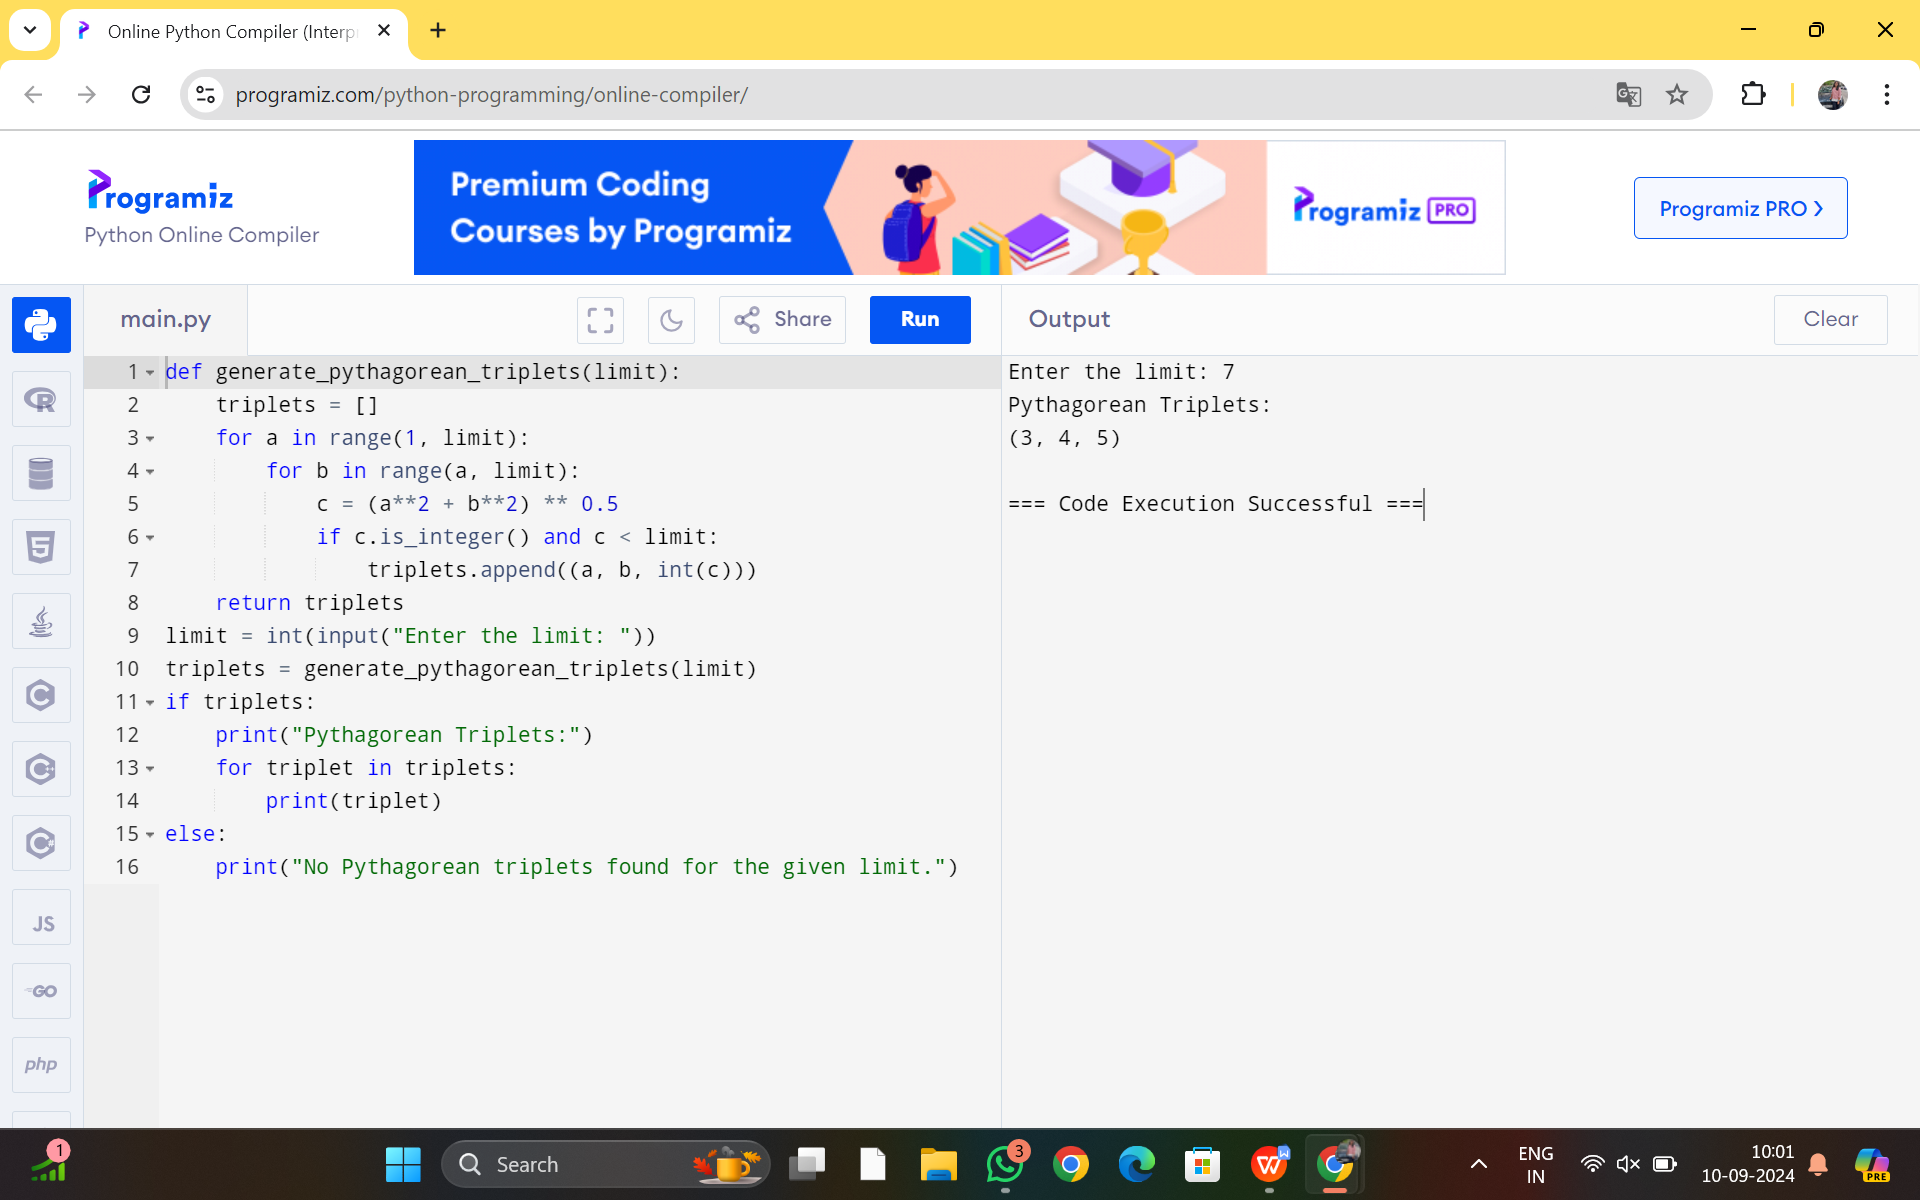 Online Python Compiler (Interp
programiz.com/python-programming/online-compiler/
Programiz
Python Online Compiler
Premium Coding
Courses by Programiz
Programiz PRO
Programiz PRO
main.py
Share
Run
Output
Clear
1 def generate_pythagorean_triplets(limit):
2     triplets = []
3     for a in range(1, limit):
4         for b in range(a, limit):
5             c = (a**2 + b**2) ** 0.5
6             if c.is_integer() and c < limit:
7                 triplets.append((a, b, int(c)))
8     return triplets
9 limit = int(input("Enter the limit: "))
10 triplets = generate_pythagorean_triplets(limit)
11 if triplets:
12     print("Pythagorean Triplets:")
13     for triplet in triplets:
14         print(triplet)
15 else:
16     print("No Pythagorean triplets found for the given limit.")
Enter the limit: 7
Pythagorean Triplets:
(3, 4, 5)
=== Code Execution Successful ===
R
5
C
C
C#
JS
GO
php
1
Search
3
W
W
ENG
IN
10:01
10-09-2024
PRE